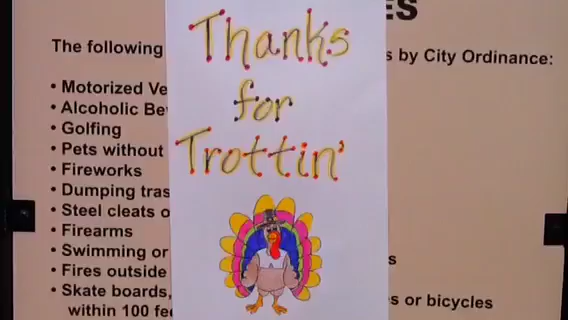 ES
The following
s by City Ordinance:
Thanks
for
Trottin'
• Motorized Ve
• Alcoholic Be
• Golfing
• Pets without
• Fireworks
• Dumping tras
• Steel cleats o
• Firearms
• Swimming or
• Fires outside
s
• Skate boards,
s or bicycles
within 100 fe